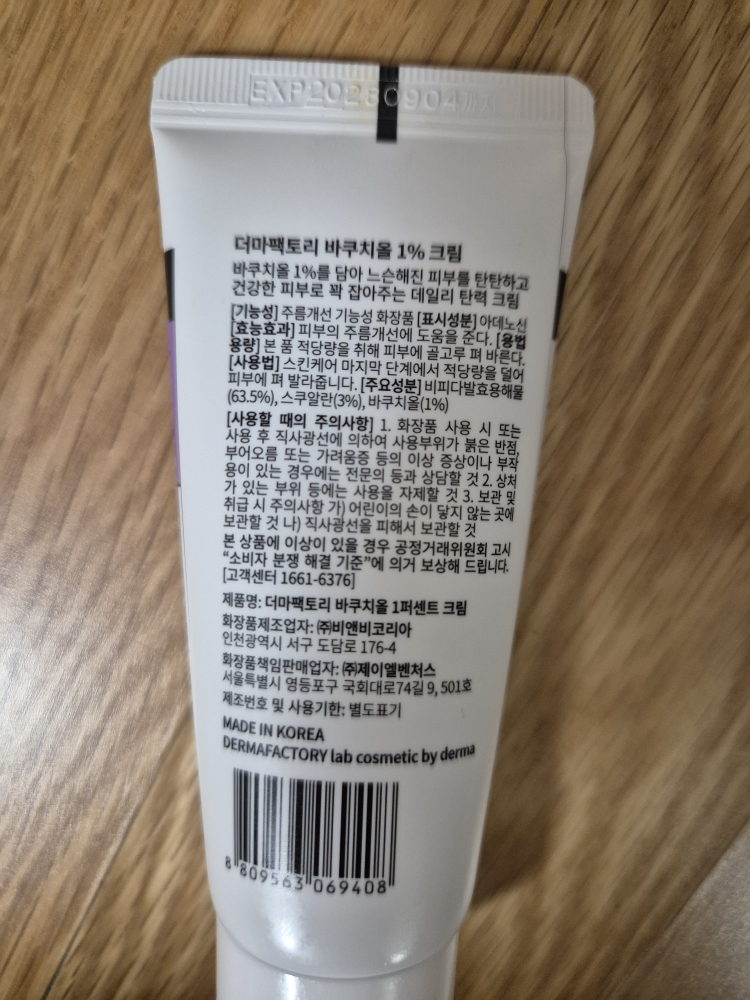 EXP20280904까지
더마팩토리 바쿠치올 1% 크림
바쿠치올 1%를 담아 느슨해진 피부를 탄탄하고
건강한 피부로 꽉 잡아주는 데일리 탄력 크림
[기능성] 주름개선 기능성 화장품 [표시성분] 아데노신
[효능효과] 피부의 주름개선에 도움을 준다. [용법
용량] 본 품 적당량을 취해 피부에 골고루 펴 바른다.
[사용법] 스킨케어 마지막 단계에서 적당량을 덜어
피부에 펴 발라줍니다. [주요성분] 비피다발효용해물
(63.5%), 스쿠알란(3%), 바쿠치올(1%)
[사용할 때의 주의사항] 1. 화장품 사용 시 또는
사용 후 직사광선에 의하여 사용부위가 붉은 반점,
부어오름 또는 가려움증 등의 이상 증상이나 부작
용이 있는 경우에는 전문의 등과 상담할 것 2. 상처
가 있는 부위 등에는 사용을 자제할 것 3. 보관 및
취급 시 주의사항 가) 어린이의 손이 닿지 않는 곳에
보관할 것 나) 직사광선을 피해서 보관할 것
본 상품에 이상이 있을 경우 공정거래위원회 고시
“소비자 분쟁 해결 기준”에 의거 보상해 드립니다.
[고객센터 1661-6376]
제품명: 더마팩토리 바쿠치올 1퍼센트 크림
화장품제조업자: ㈜비앤비코리아
인천광역시 서구 도담로 176-4
화장품책임판매업자: ㈜제이엘벤처스
서울특별시 영등포구 국회대로74길 9, 501호
제조번호 및 사용기한: 별도표기
MADE IN KOREA
DERMAFACTORY lab cosmetic by derma
8 809563 069408